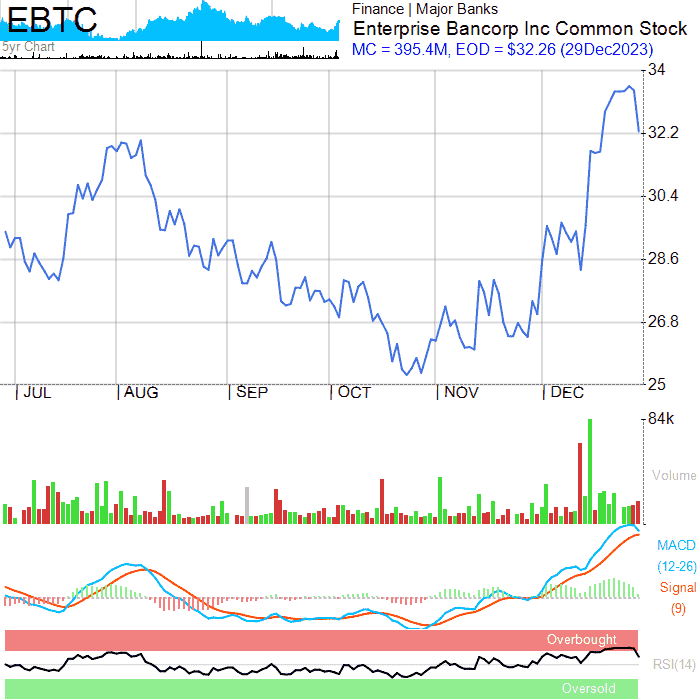 EBTC
5yr Chart
Finance | Major Banks
Enterprise Bancorp Inc Common Stock
MC = 395.4M, EOD = $32.26 (29Dec2023)
34
32.2
30.4
28.6
26.8
25
JUL AUG SEP OCT NOV DEC
84k
Volume
MACD
(12-26)
Signal
(9)
Overbought
RSI(14)
Oversold